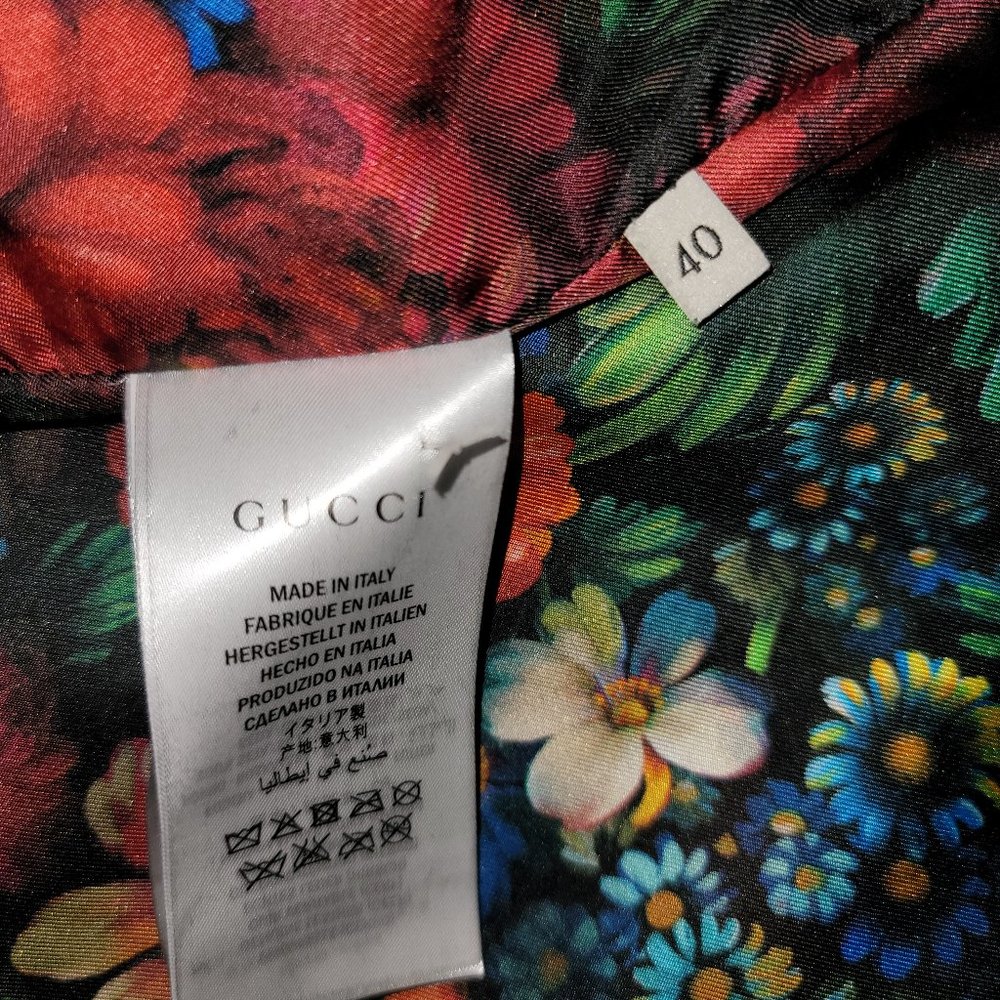 40
GUCCI
MADE IN ITALY
FABRIQUE EN ITALIE
HERGESTELLT IN ITALIEN
HECHO EN ITALIA
PRODUZIDO NA ITALIA
СДЕЛАНО В ИТАЛИИ
イタリア製
产地:意大利
صنع في إيطاليا